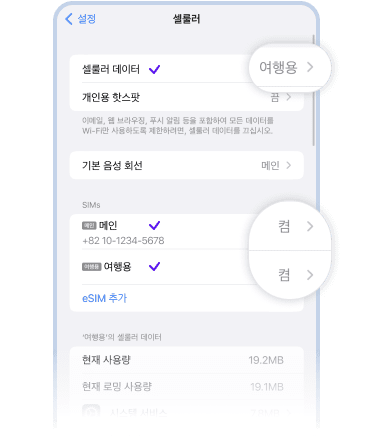 설정
셀룰러
셀룰러 데이터 여행용
개인용 핫스팟 끔
이메일, 웹 브라우징, 푸시 알림 등을 포함하여 모든 데이터를
Wi-Fi만 사용하도록 제한하려면, 셀룰러 데이터를 끄십시오.
기본 음성 회선 메인
SIMs
메인 메인 켬
+82 10-1234-5678
여행용 여행용 켬
eSIM 추가
'여행용'의 셀룰러 데이터
현재 사용량 19.2MB
현재 로밍 사용량 19.1MB
시스템 서비스